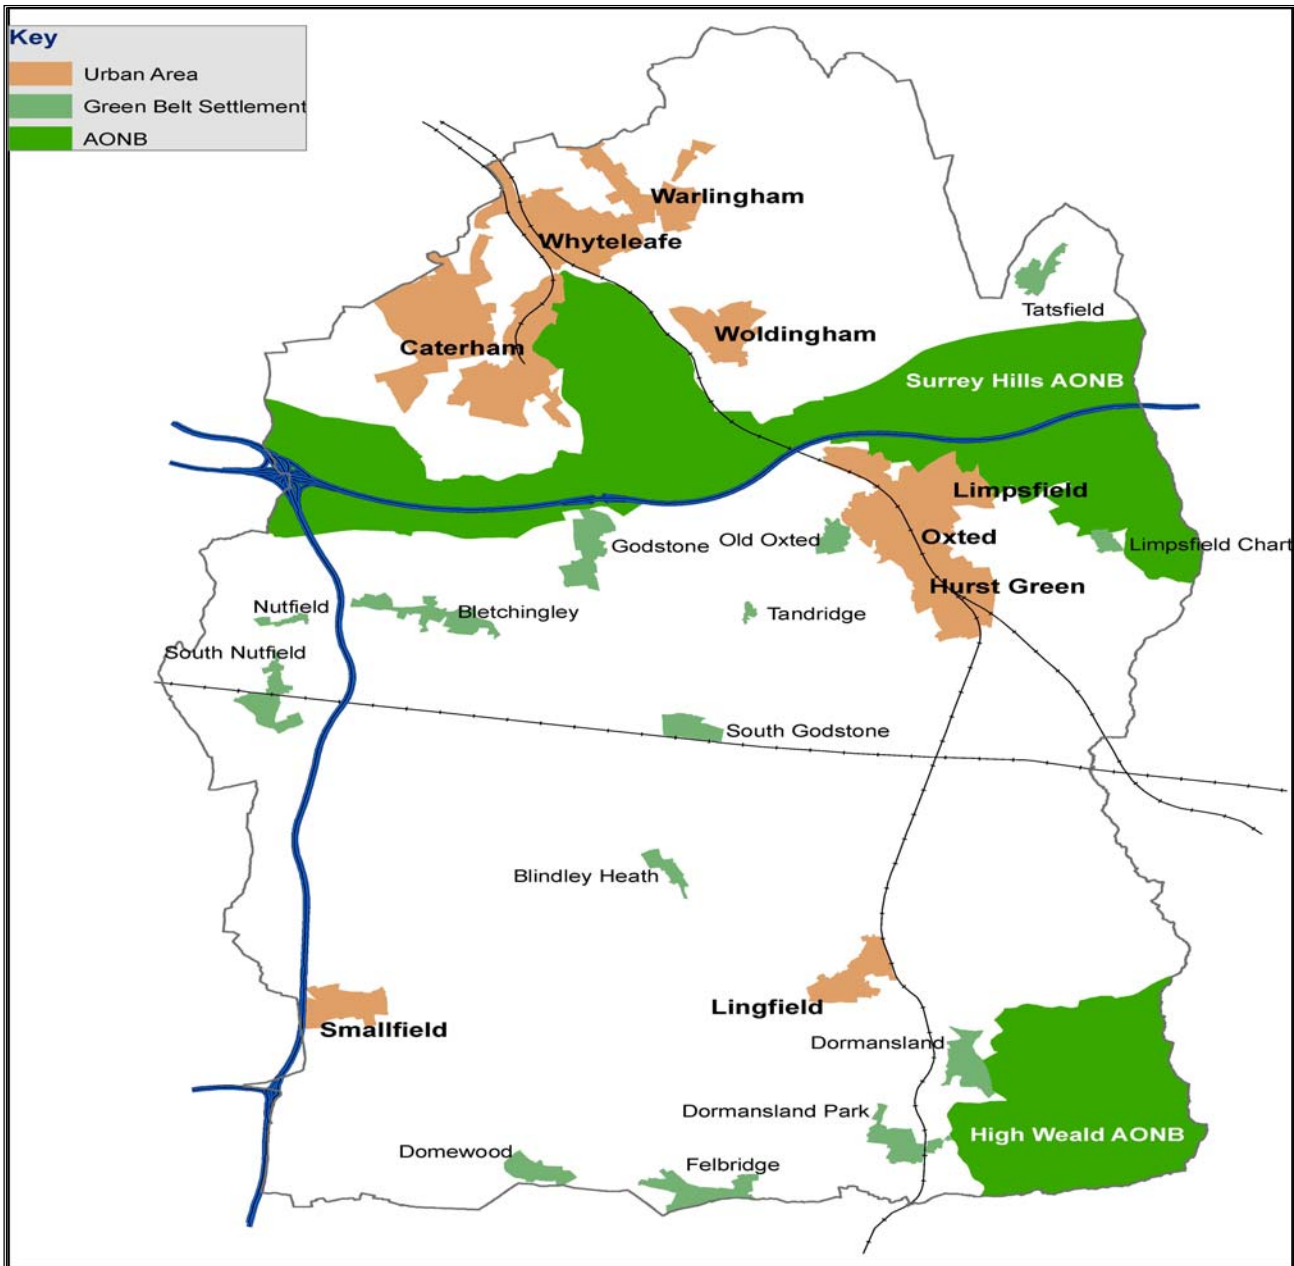 Key
Urban Area
Green Belt Settlement
AONB
Warlingham
Whyteleafe
Tatsfield
Woldingham
Caterham
Surrey Hills AONB
Limpsfield
Old Oxted
Oxted
Godstone
Limpsfield Chart
Hurst Green
Nutfield
Bletchingley
Tandridge
South Nutfield
South Godstone
Blindley Heath
Lingfield
Smallfield
Dormansland
Dormansland Park
High Weald AONB
Domewood
Felbridge